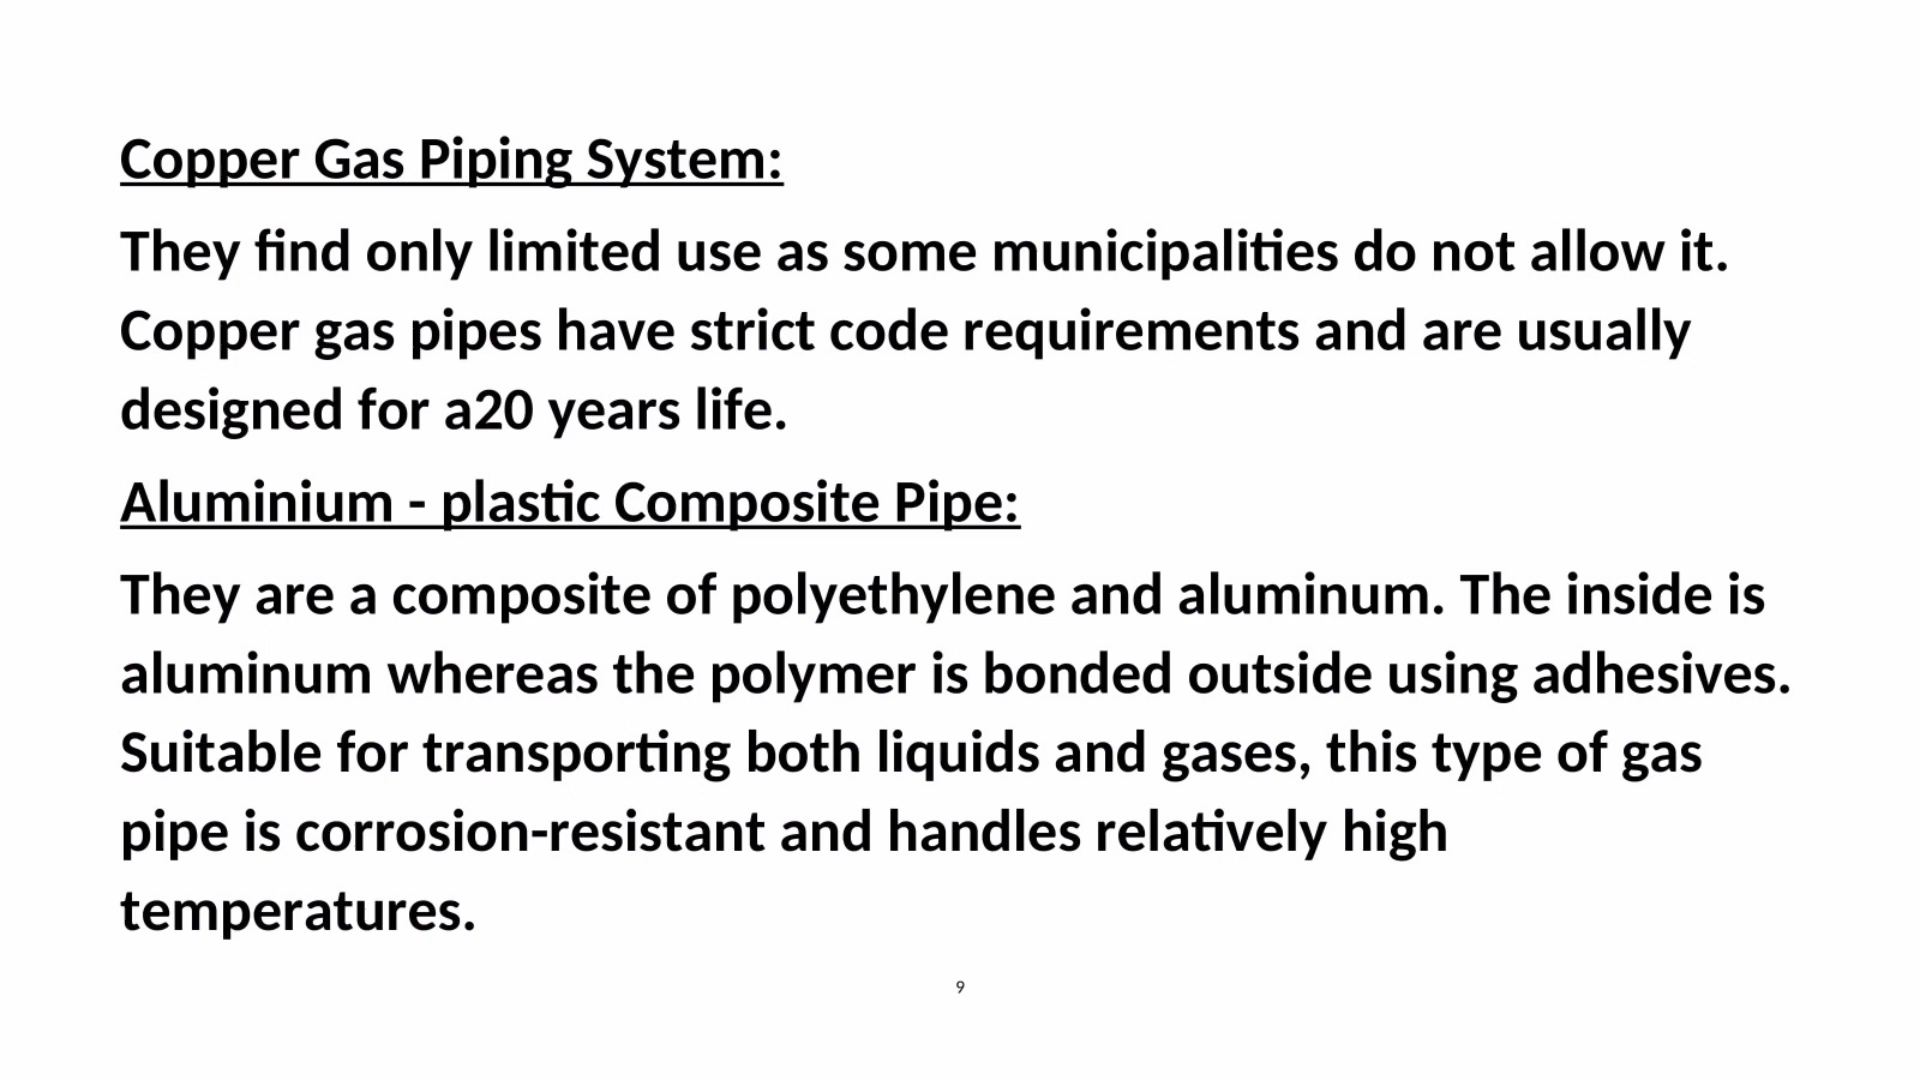 Copper Gas Piping System:
They find only limited use as some municipalities do not allow it.
Copper gas pipes have strict code requirements and are usually
designed for a20 years life.
Aluminium - plastic Composite Pipe:
They are a composite of polyethylene and aluminum. The inside is
aluminum whereas the polymer is bonded outside using adhesives.
Suitable for transporting both liquids and gases, this type of gas
pipe is corrosion-resistant and handles relatively high
temperatures.
9